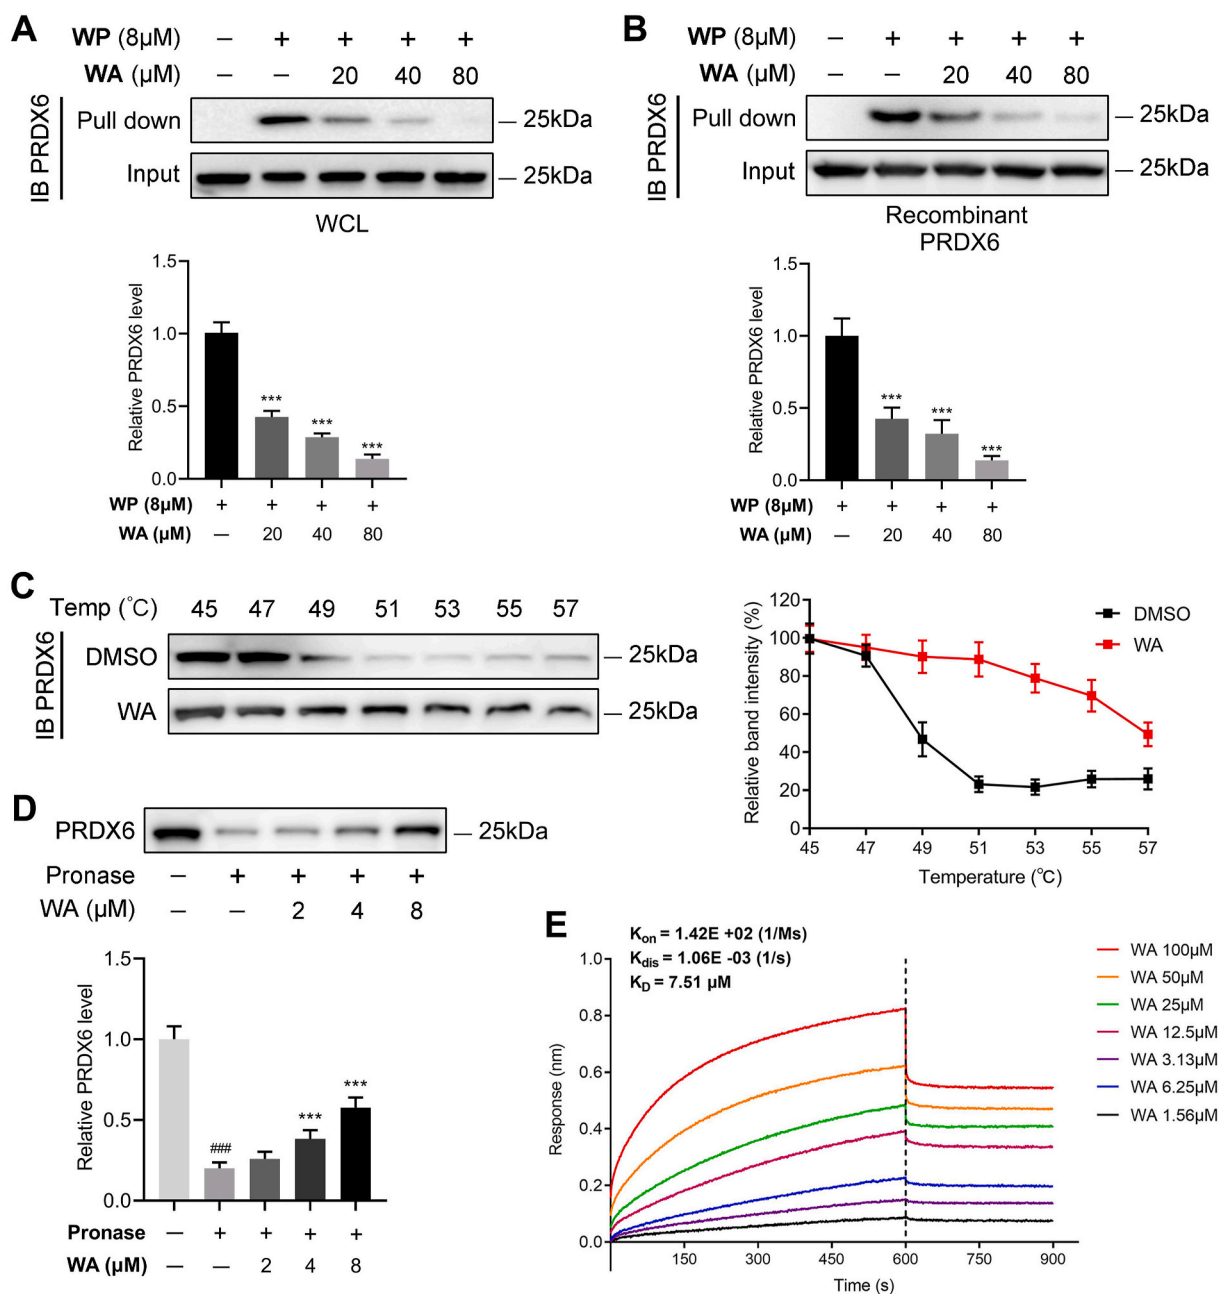 A
WP (8μM) – + + + +
WA (μM) – – 20 40 80
IB PRDX6
Pull down — 25kDa
Input — 25kDa
WCL
Relative PRDX6 level
1.5
1.0
0.5
0.0
***
***
***
WP (8μM) + + + +
WA (μM) — 20 40 80
B
WP (8μM) – + + + +
WA (μM) – – 20 40 80
IB PRDX6
Pull down — 25kDa
Input — 25kDa
Recombinant
PRDX6
Relative PRDX6 level
1.5
1.0
0.5
0.0
***
***
***
WP (8μM) + + + +
WA (μM) — 20 40 80
C
Temp (°C) 45 47 49 51 53 55 57
IB PRDX6
DMSO — 25kDa
WA — 25kDa
Relative band intensity (%)
120
100
80
60
40
20
0
45 47 49 51 53 55 57
Temperature (°C)
DMSO
WA
D
PRDX6 — 25kDa
Pronase – + + + +
WA (μM) – – 2 4 8
Relative PRDX6 level
1.5
1.0
0.5
0.0
###
***
***
Pronase — + + + +
WA (μM) — — 2 4 8
E
Kon = 1.42E +02 (1/Ms)
Kdis = 1.06E -03 (1/s)
KD = 7.51 μM
Response (nm)
1.0
0.8
0.6
0.4
0.2
0.0
150 300 450 600 750 900
Time (s)
WA 100μM
WA 50μM
WA 25μM
WA 12.5μM
WA 3.13μM
WA 6.25μM
WA 1.56μM